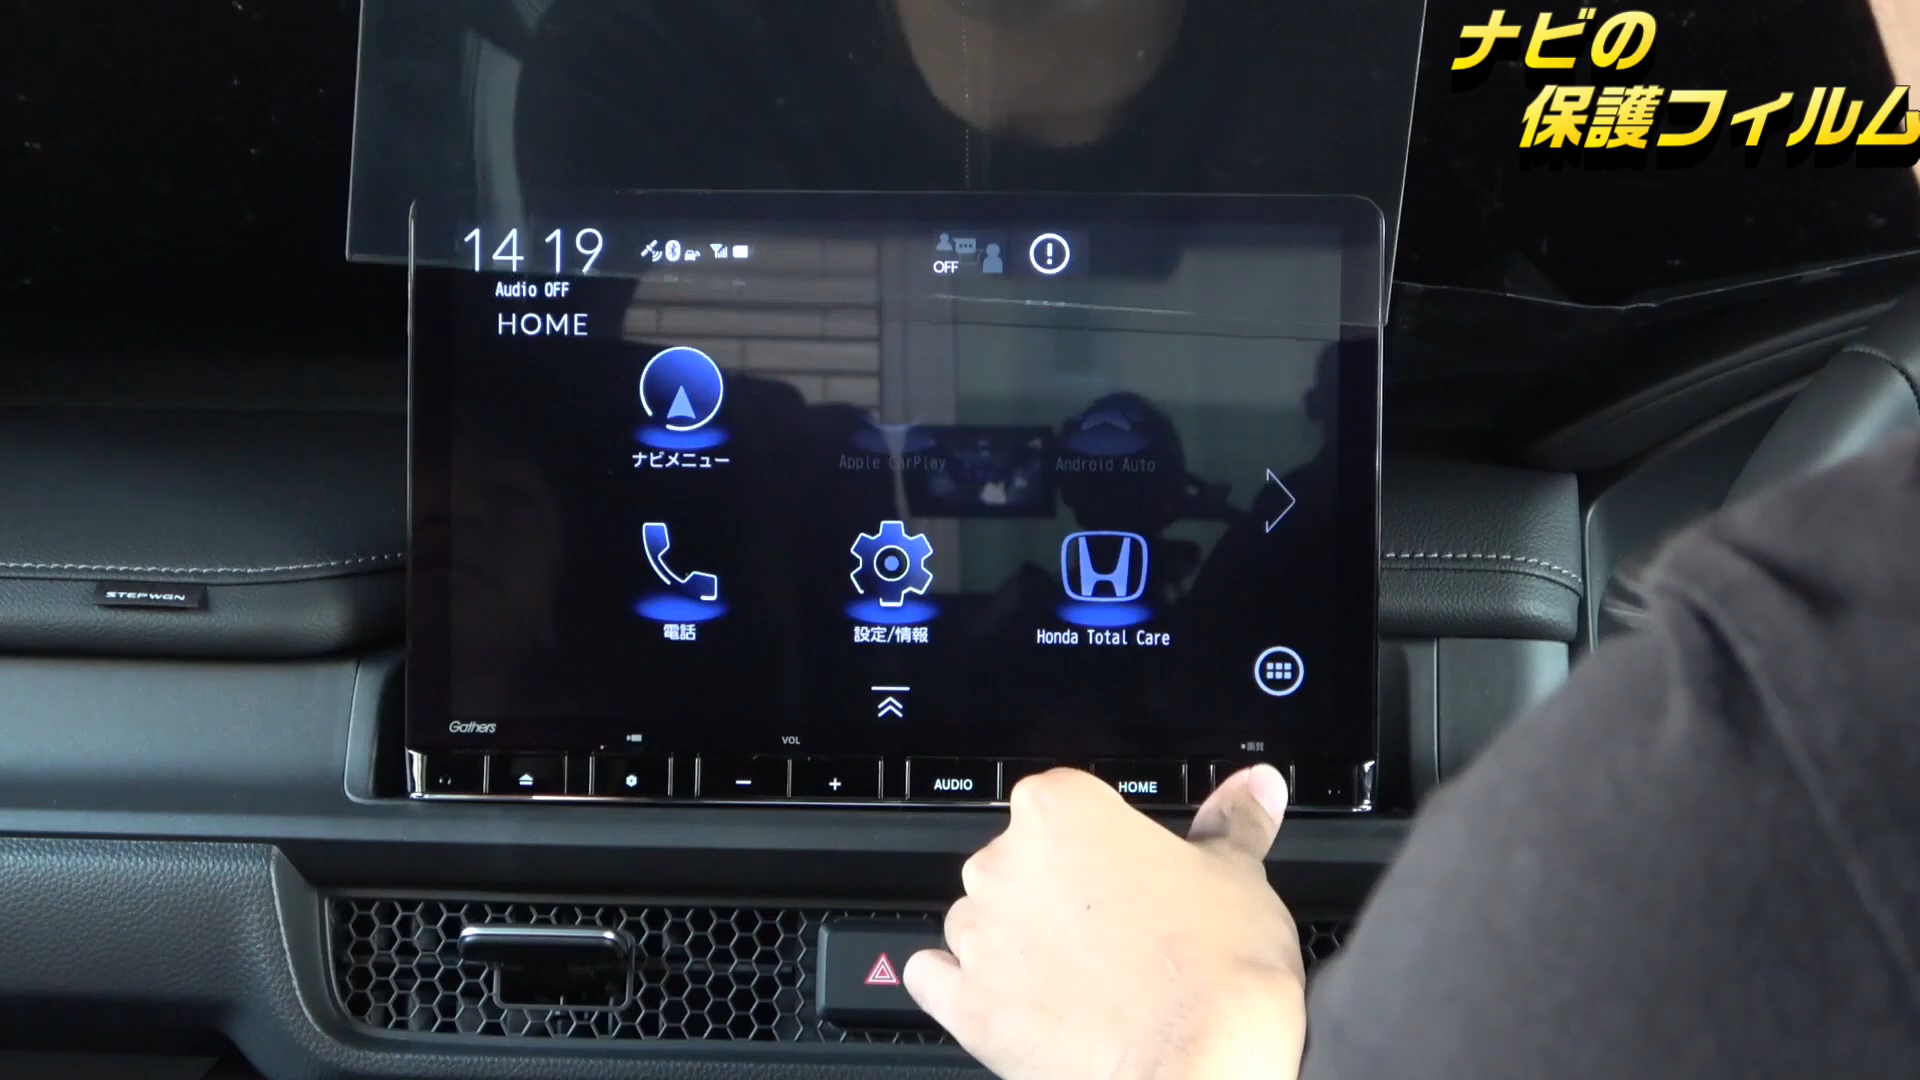 ナビの
保護フィルム
14 19
OFF
Audio OFF
HOME
ナビメニュー
Apple CarPlay
Android Auto
電話
設定/情報
Honda Total Care
STEPWGN
Gathers
VOL
画質
AUDIO
HOME